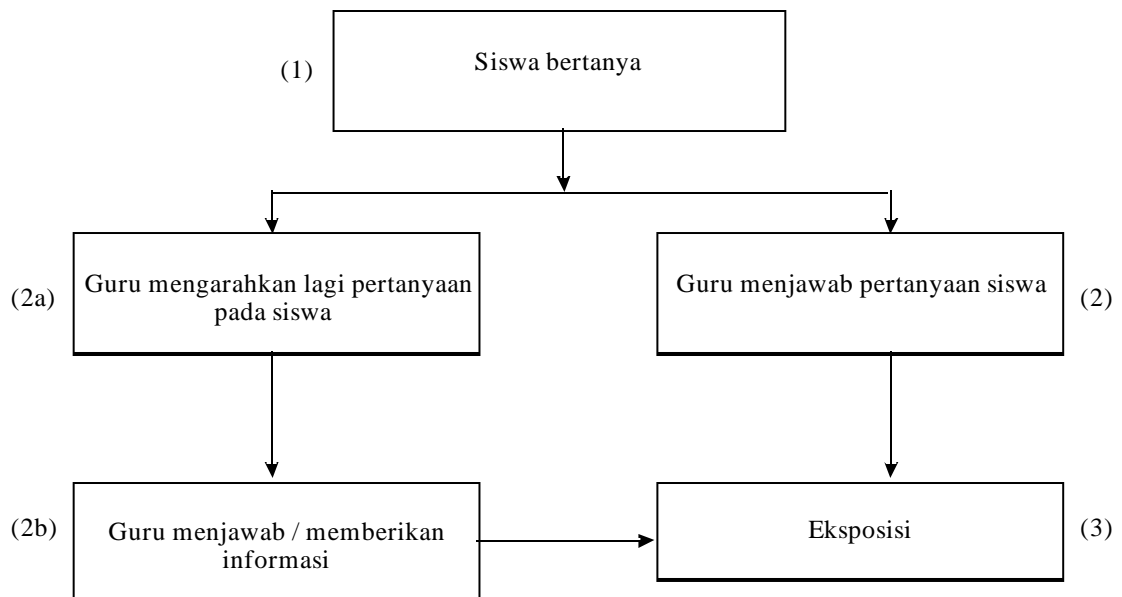 (1)
Siswa bertanya
(2a)
Guru mengarahkan lagi pertanyaan
pada siswa
Guru menjawab pertanyaan siswa
(2)
(2b)
Guru menjawab / memberikan
informasi
Eksposisi
(3)